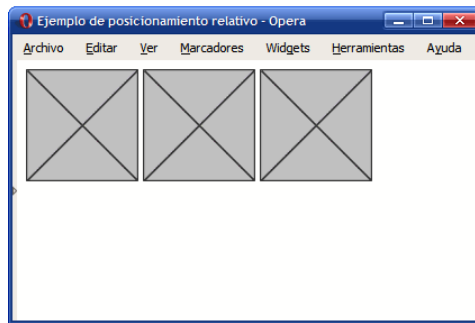 Ejemplo de posicionamiento relativo - Opera
Archivo Editar Ver Marcadores Widgets Herramientas Ayuda